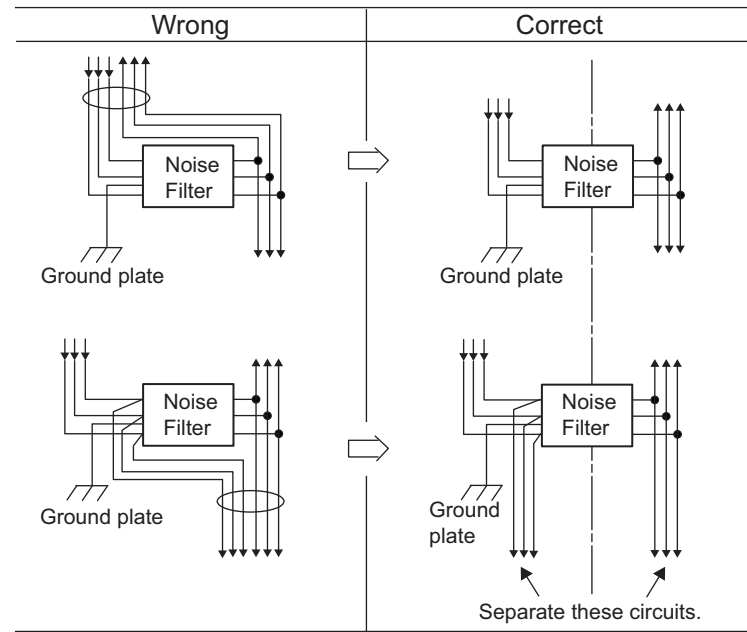 Wrong
Correct
Noise
Filter
Ground plate
Noise
Filter
Ground plate
Noise
Filter
Ground plate
Noise
Filter
Ground
plate
Separate these circuits.